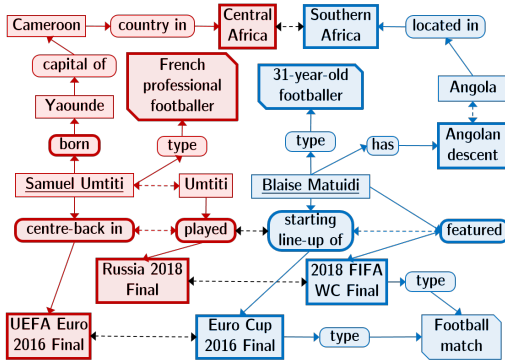 Cameroon
country in
Central
Africa
Southern
Africa
located in
capital of
French
professional
footballer
31-year-old
footballer
Yaounde
Angola
born
type
type
has
Angolan
descent
Samuel Umtiti
Umtiti
Blaise Matuidi
centre-back in
played
starting
line-up of
featured
Russia 2018
Final
2018 FIFA
WC Final
type
UEFA Euro
2016 Final
Euro Cup
2016 Final
type
Football
match